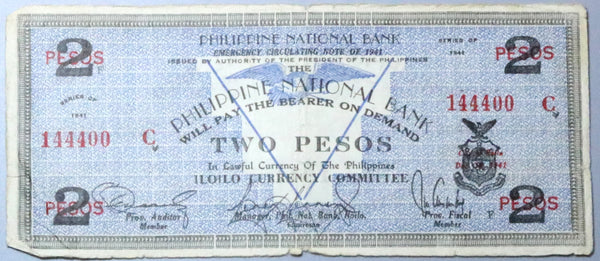 PHILIPPINE NATIONAL BANK
EMERGENCY CIRCULATING NOTE OF 1941
ISSUED BY AUTHORITY OF THE PRESIDENT OF THE PHILIPPINES
SERIES OF
1941
2
PESOS
2
PESOS
THE
PHILIPPINE NATIONAL BANK
WILL PAY THE BEARER ON DEMAND
SERIES OF
1941
144400 C
144400 C
TWO PESOS
In Lawful Currency Of The Philippines
ILOILO CURRENCY COMMITTEE
2
PESOS
2
PESOS
Prov. Auditor
Member
Manager, Phil. Nat. Bank, Iloilo.
Chairman
Prov. Fiscal
Member
F